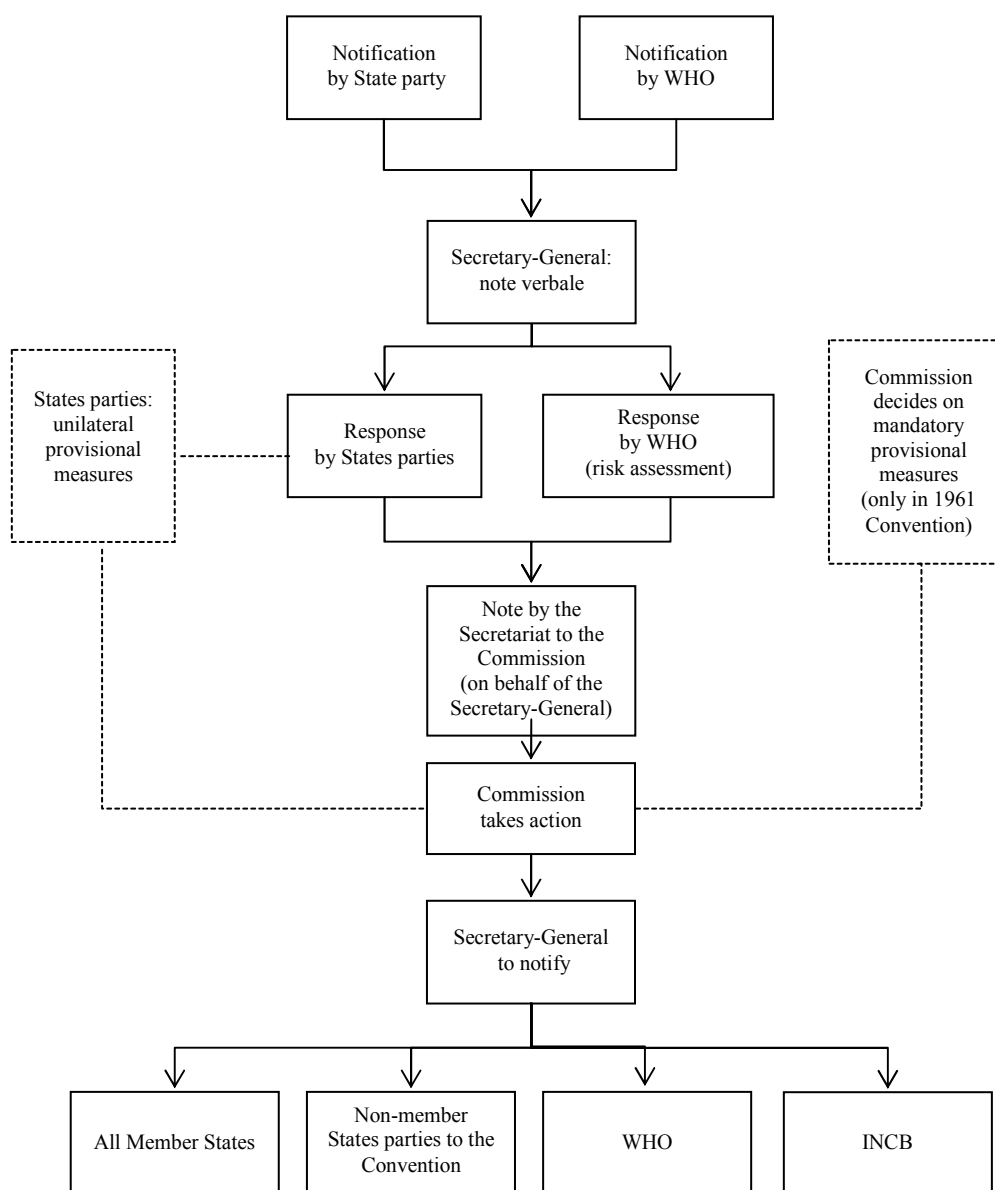 Notification
by State party
Notification
by WHO
Secretary-General:
note verbale
States parties:
unilateral
provisional
measures
Response
by States parties
Response
by WHO
(risk assessment)
Commission
decides on
mandatory
provisional
measures
(only in 1961
Convention)
Note by the
Secretariat to the
Commission
(on behalf of the
Secretary-General)
Commission
takes action
Secretary-General
to notify
All Member States
Non-member
States parties to the
Convention
WHO
INCB